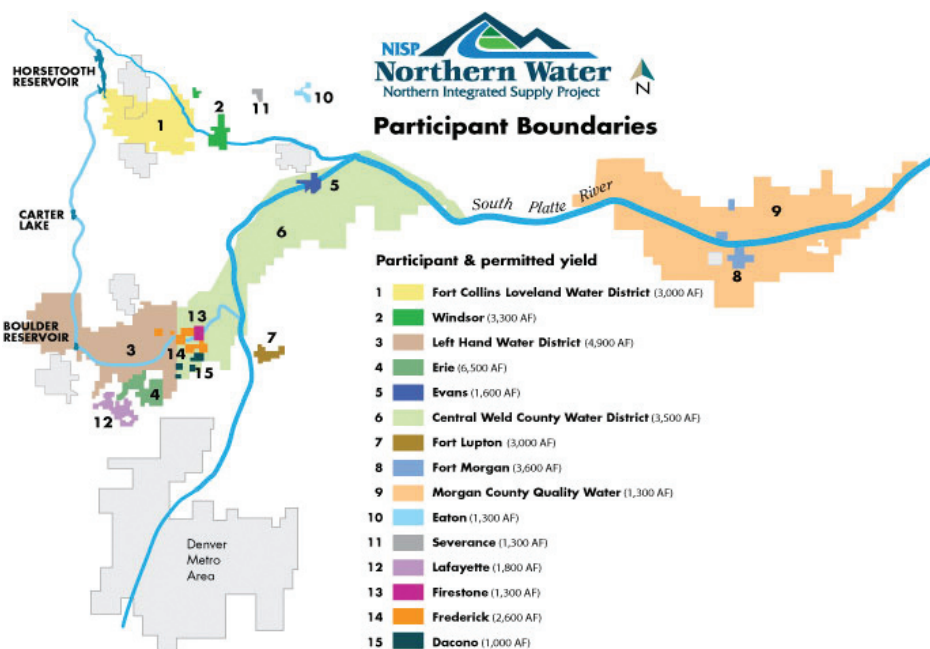 NISP
Northern Water
Northern Integrated Supply Project
N
Participant Boundaries
HORSETOOTH
RESERVOIR
1
2
11
10
5
6
South Platte River
9
8
CARTER
LAKE
BOULDER
RESERVOIR
3
13
14
15
7
4
12
Denver
Metro
Area
Participant & permitted yield
1 Fort Collins Loveland Water District (3,000 AF)
2 Windsor (3,300 AF)
3 Left Hand Water District (4,900 AF)
4 Erie (6,500 AF)
5 Evans (1,600 AF)
6 Central Weld County Water District (3,500 AF)
7 Fort Lupton (3,000 AF)
8 Fort Morgan (3,600 AF)
9 Morgan County Quality Water (1,300 AF)
10 Eaton (1,300 AF)
11 Severance (1,300 AF)
12 Lafayette (1,800 AF)
13 Firestone (1,300 AF)
14 Frederick (2,600 AF)
15 Dacono (1,000 AF)